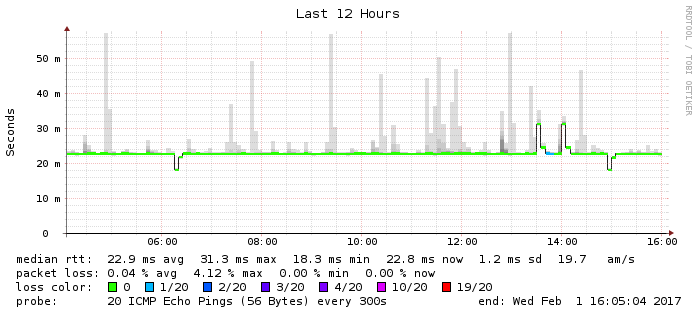 Last 12 Hours
RRDTOOL / TOBI OETIKER
Seconds
50 m
40 m
30 m
20 m
10 m
0
06:00 08:00 10:00 12:00 14:00 16:00
median rtt: 22.9 ms avg 31.3 ms max 18.3 ms min 22.8 ms now 1.2 ms sd 19.7 am/s
packet loss: 0.04 % avg 4.12 % max 0.00 % min 0.00 % now
loss color: 0 1/20 2/20 3/20 4/20 10/20 19/20
probe: 20 ICMP Echo Pings (56 Bytes) every 300s end: Wed Feb 1 16:05:04 2017